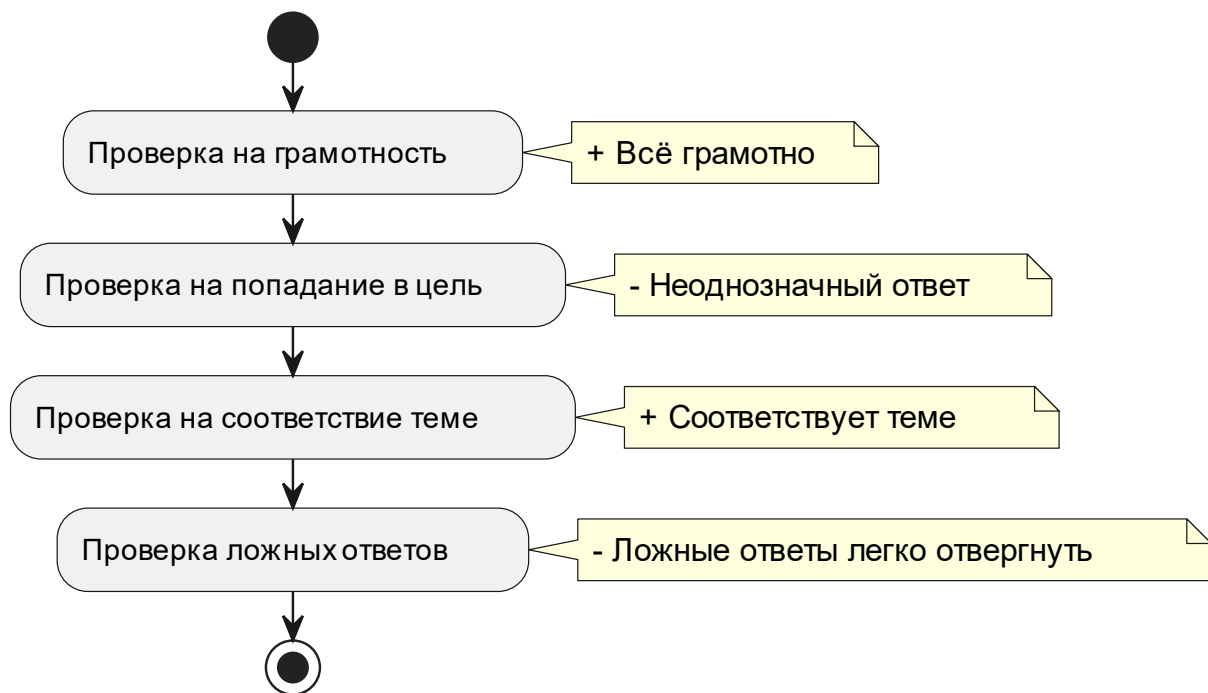 Проверка на грамотность
+ Всё грамотно
Проверка на попадание в цель
- Неоднозначный ответ
Проверка на соответствие теме
+ Соответствует теме
Проверка ложных ответов
- Ложные ответы легко отвергнуть